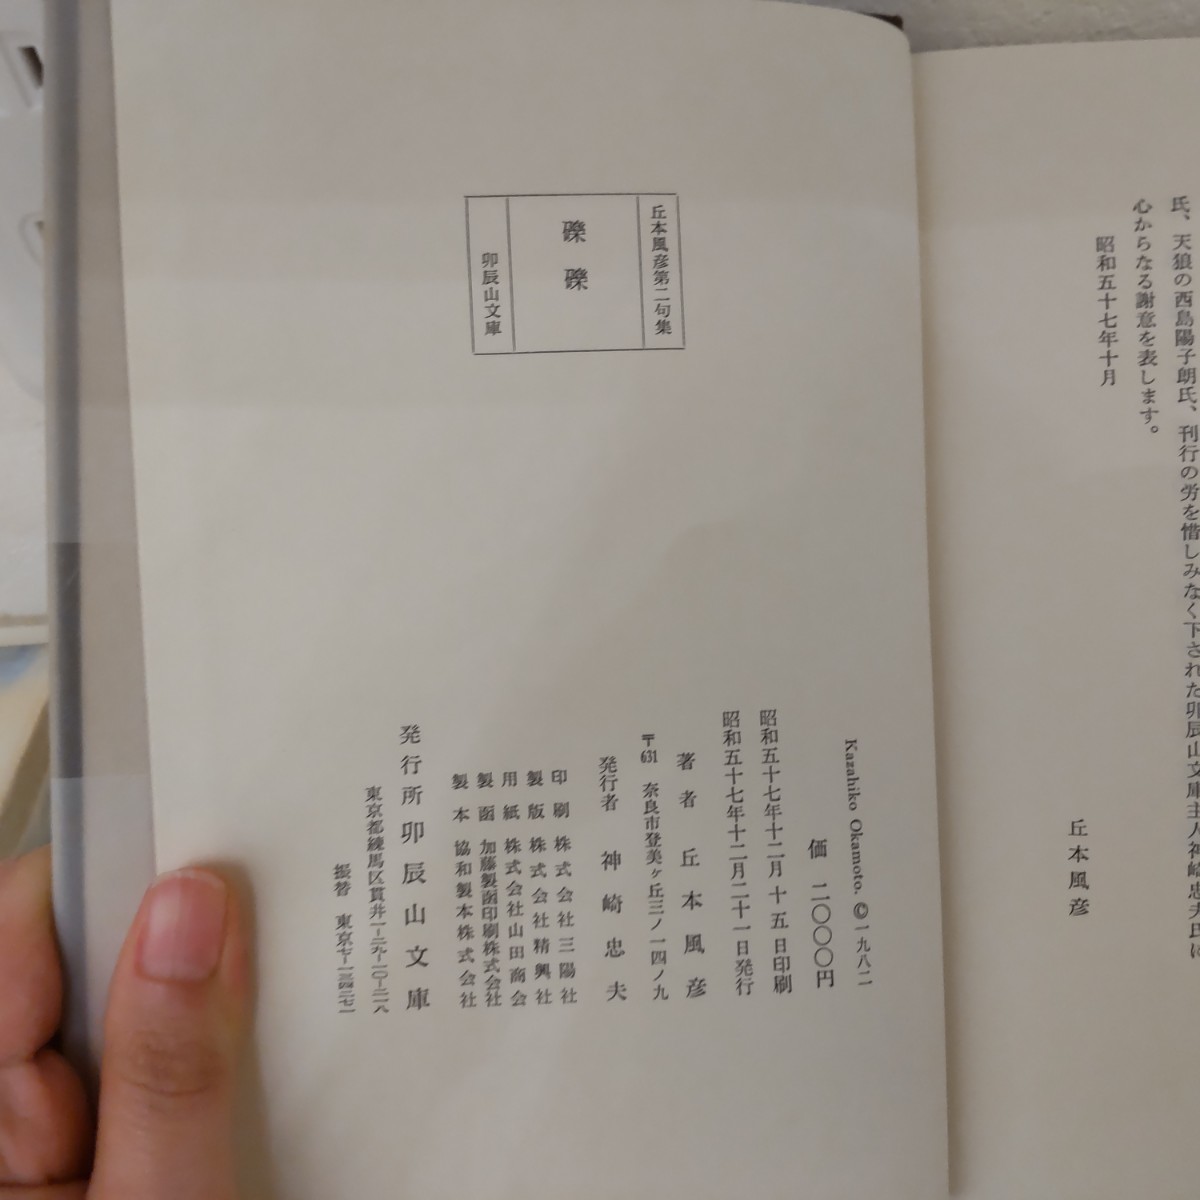 氏、天狼の西島陽子朗氏、刊行の労を惜しみなく下された卯辰山文庫主人神崎忠夫氏に
心からなる謝意を表します。
昭和五十七年十月
丘本風彦
丘本風彦第二句集
礫礫
卯辰山文庫
Kazahiko Okamoto. © 一九八二
価 二〇〇〇円
昭和五十七年十二月十五日印刷
昭和五十七年十二月二十一日発行
著者 丘本風彦
〒631 奈良市登美ヶ丘三ノ一四ノ九
発行者 神崎忠夫
印刷 株式会社三陽社
製版 株式会社精興社
用紙 株式会社山田商会
製函 加藤製函印刷株式会社
製本 協和製本株式会社
発行所 卯辰山文庫
東京都練馬区貫井一-二九-一〇-二一八
振替 東京七-一三四二七一